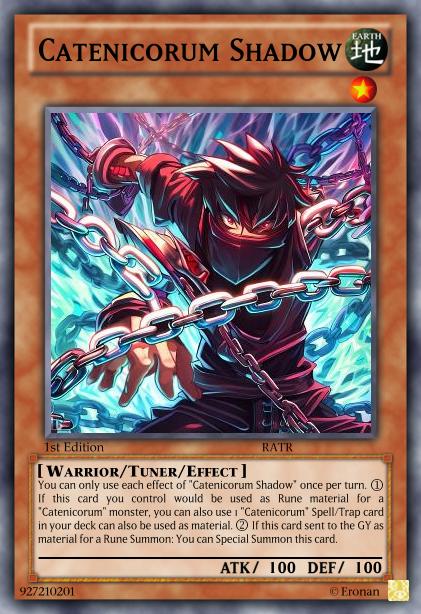 CATENICORUM SHADOW
EARTH
地
1st Edition RATR
[ WARRIOR/TUNER/EFFECT ]
You can only use each effect of "Catenicorum Shadow" once per turn. ①
If this card you control would be used as Rune material for a
"Catenicorum" monster, you can also use 1 "Catenicorum" Spell/Trap card
in your deck can also be used as material. ② If this card sent to the GY as
material for a Rune Summon: You can Special Summon this card.
ATK/ 100 DEF/ 100
927210201 © Eronan